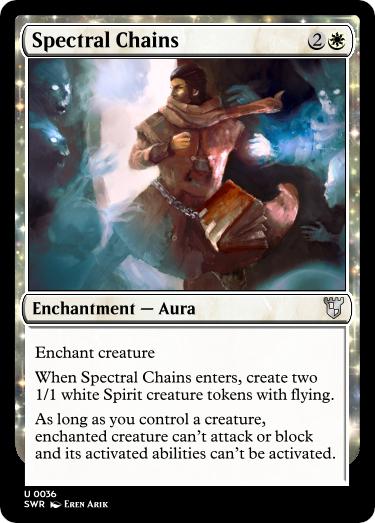 Spectral Chains 2
Enchantment — Aura
Enchant creature
When Spectral Chains enters, create two
1/1 white Spirit creature tokens with flying.
As long as you control a creature,
enchanted creature can't attack or block
and its activated abilities can't be activated.
U 0036
SWR Eren Arik